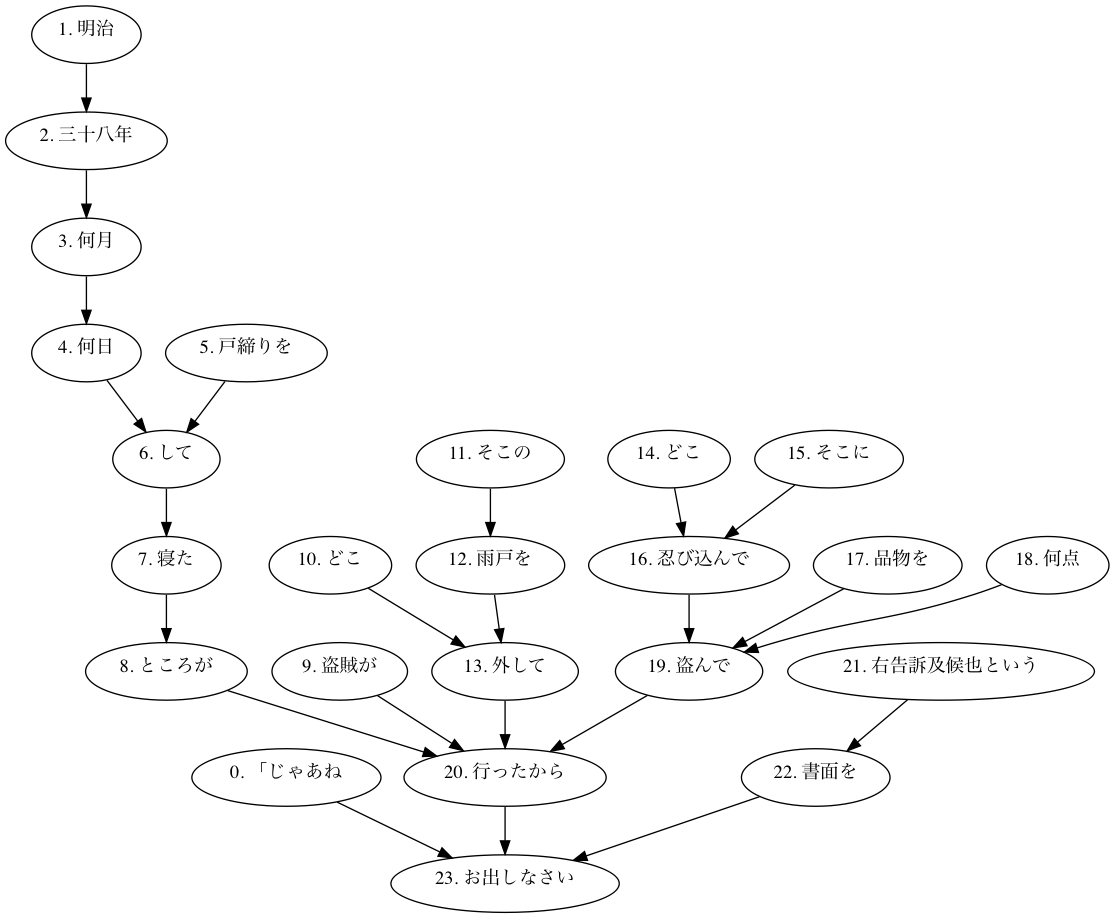 1. 明治
2. 三十八年
3. 何月
4. 何日
5. 戸締りを
6. して
11. そこの
14. どこ
15. そこに
7. 寝た
10. どこ
12. 雨戸を
16. 忍び込んで
17. 品物を
18. 何点
8. ところが
9. 盗賊が
13. 外して
19. 盗んで
21. 右告訴及候也という
0. 「じゃあね
20. 行ったから
22. 書面を
23. お出しなさい